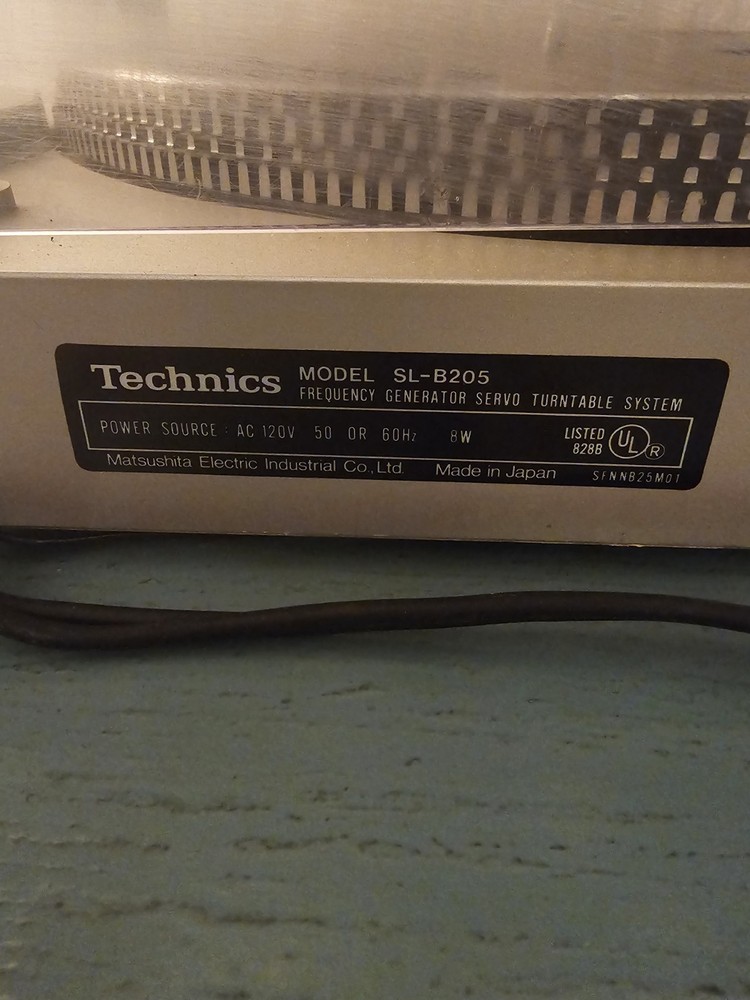 Technics MODEL SL-B205
FREQUENCY GENERATOR SERVO TURNTABLE SYSTEM
POWER SOURCE : AC 120V 50 OR 60Hz 8W
LISTED
828B
UL R
Matsushita Electric Industrial Co., Ltd. Made in Japan SFNNB25M01